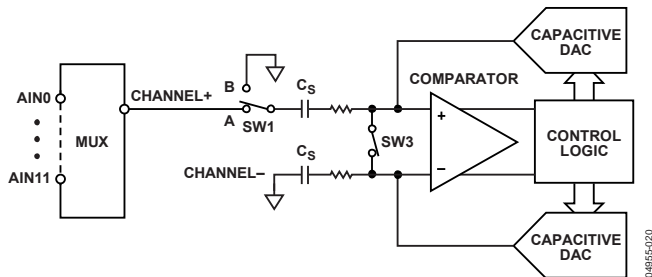 CAPACITIVE
DAC
COMPARATOR
B
CS
AIN0
CHANNEL+
A
SW1
+
MUX
SW3
CONTROL
LOGIC
CS
AIN11
CHANNEL–
–
CAPACITIVE
DAC
04955-020